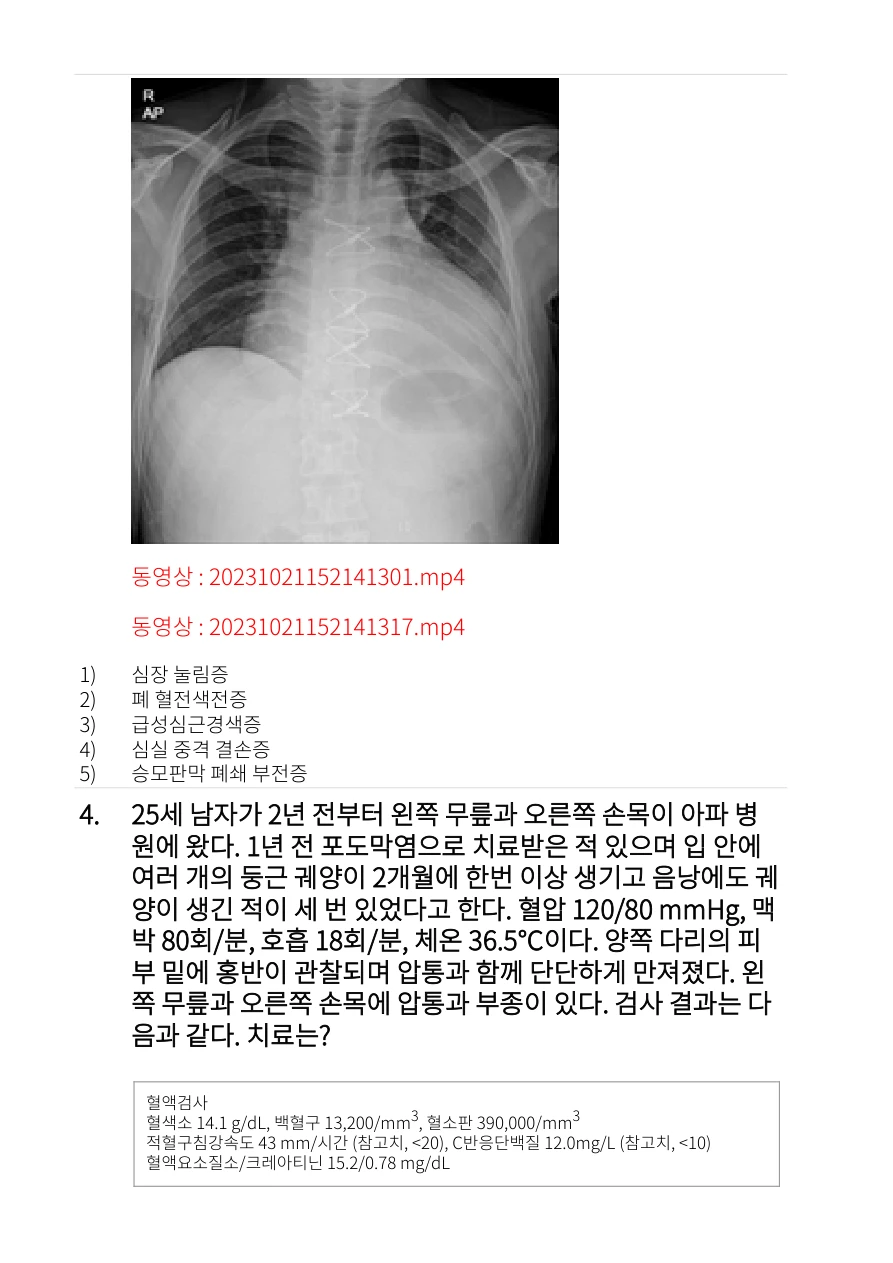 R
AP
동영상 : 20231021152141301.mp4
동영상 : 20231021152141317.mp4
1) 심장 눌림증
2) 폐 혈전색전증
3) 급성심근경색증
4) 심실 중격 결손증
5) 승모판막 폐쇄 부전증
4. 25세 남자가 2년 전부터 왼쪽 무릎과 오른쪽 손목이 아파 병
원에 왔다. 1년 전 포도막염으로 치료받은 적 있으며 입 안에
여러 개의 둥근 궤양이 2개월에 한번 이상 생기고 음낭에도 궤
양이 생긴 적이 세 번 있었다고 한다. 혈압 120/80 mmHg, 맥
박 80회/분, 호흡 18회/분, 체온 36.5℃이다. 양쪽 다리의 피
부 밑에 홍반이 관찰되며 압통과 함께 단단하게 만져졌다. 왼
쪽 무릎과 오른쪽 손목에 압통과 부종이 있다. 검사 결과는 다
음과 같다. 치료는?
혈액검사
혈색소 14.1 g/dL, 백혈구 13,200/mm³, 혈소판 390,000/mm³
적혈구침강속도 43 mm/시간 (참고치, <20), C반응단백질 12.0mg/L (참고치, <10)
혈액요소질소/크레아티닌 15.2/0.78 mg/dL